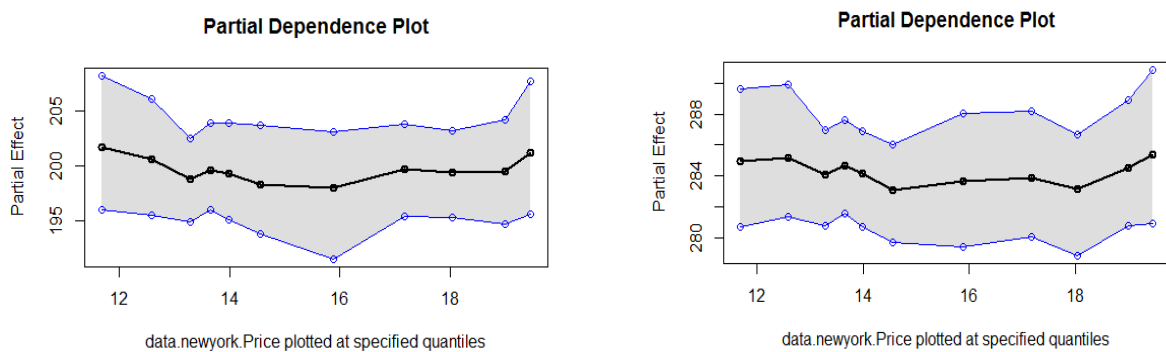 Partial Dependence Plot
Partial Effect
205
200
195
12 14 16 18
data.newyork.Price plotted at specified quantiles
Partial Dependence Plot
Partial Effect
288
284
280
12 14 16 18
data.newyork.Price plotted at specified quantiles